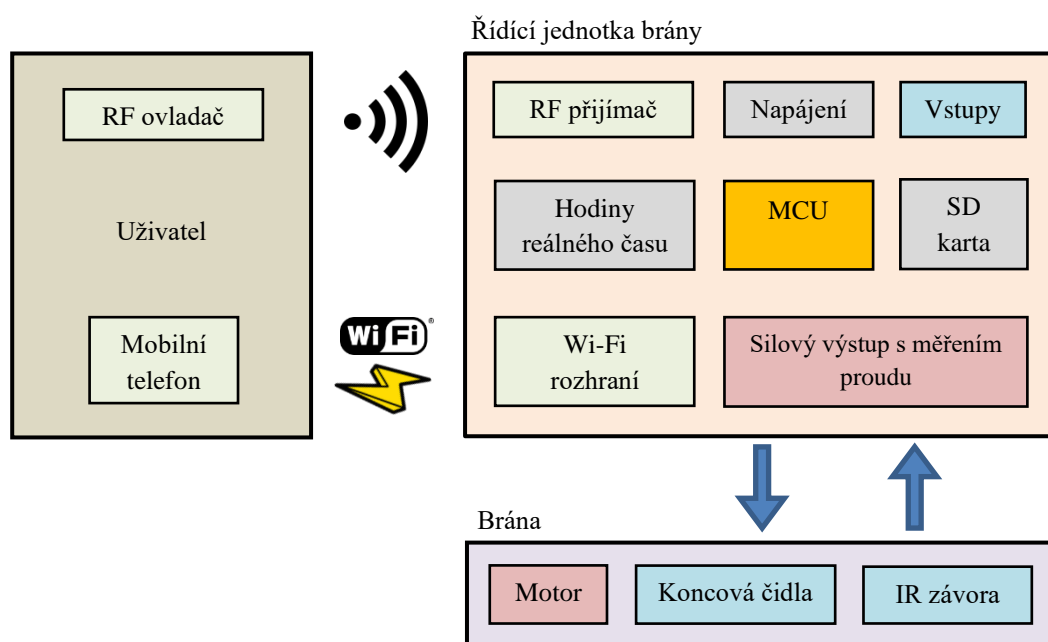 Řídící jednotka brány
RF ovladač
Uživatel
Mobilní
telefon
WiFi®
RF přijímač
Napájení
Vstupy
Hodiny
reálného času
MCU
SD
karta
Wi-Fi
rozhraní
Silový výstup s měřením
proudu
Brána
Motor
Koncová čidla
IR závora